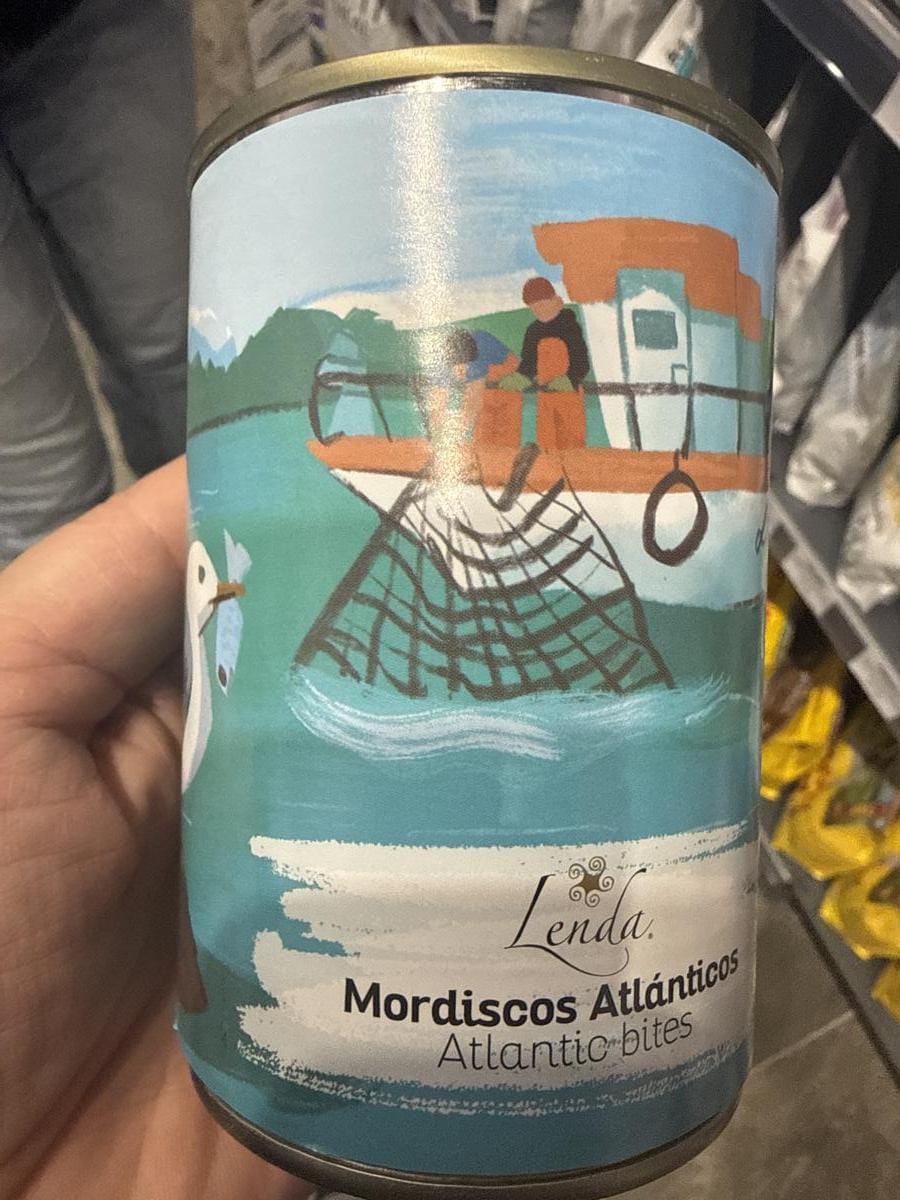 Lenda®
Mordiscos Atlánticos
Atlantic bites